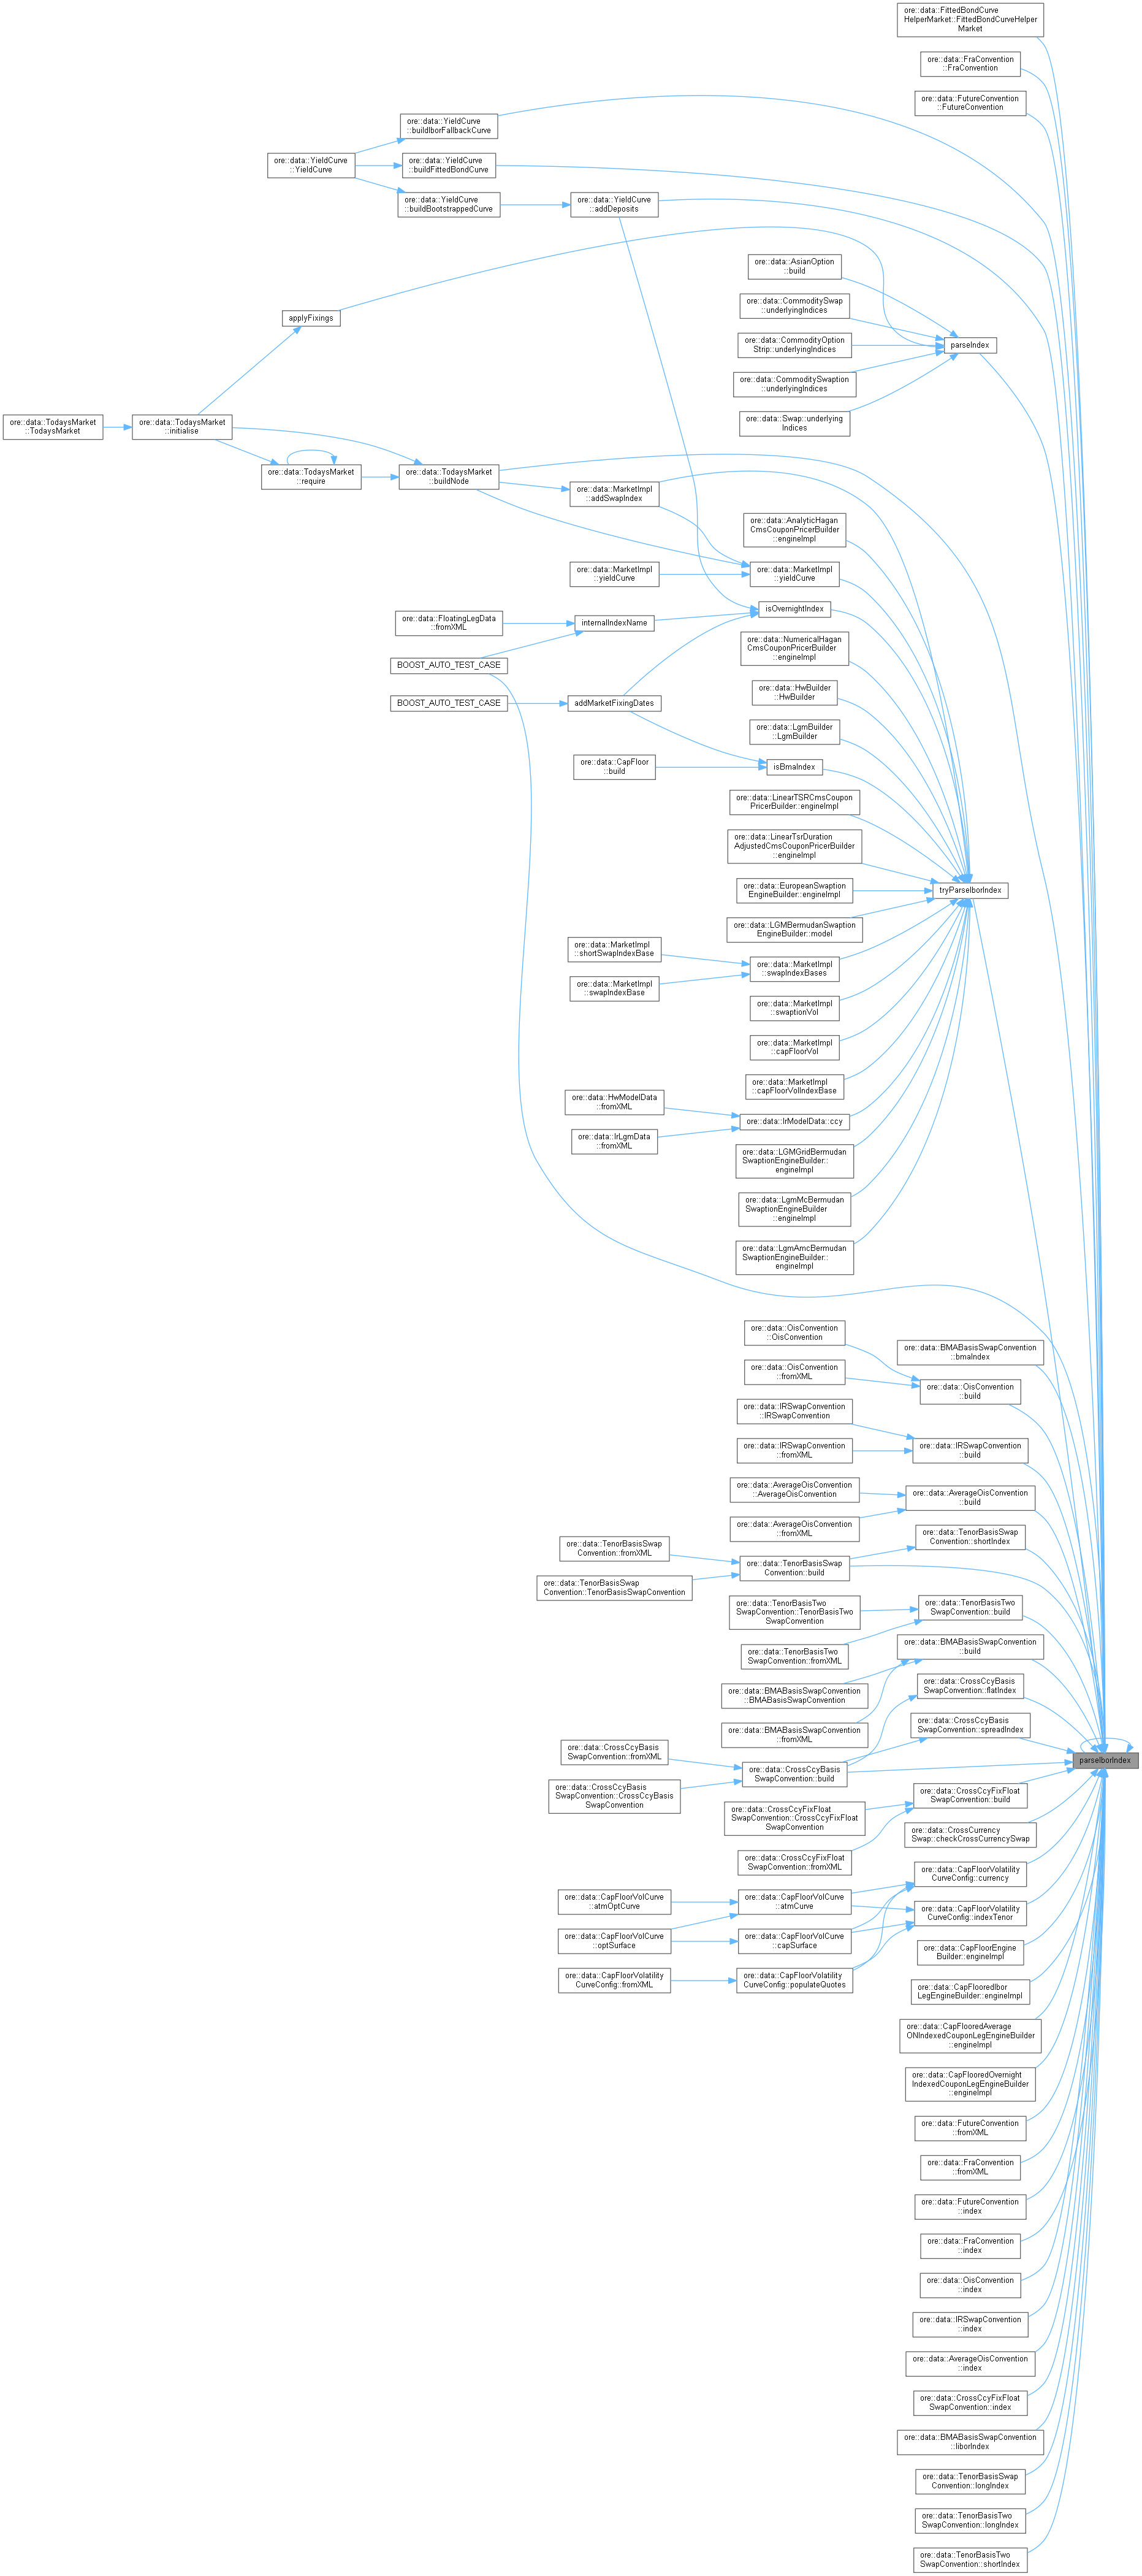 ore::data::FittedBondCurve
HelperMarket::FittedBondCurveHelper
Market
ore::data::FraConvention
::FraConvention
ore::data::FutureConvention
::FutureConvention
ore::data::YieldCurve
::buildIborFallbackCurve
ore::data::YieldCurve
::YieldCurve
ore::data::YieldCurve
::buildFittedBondCurve
ore::data::YieldCurve
::buildBootstrappedCurve
ore::data::YieldCurve
::addDeposits
ore::data::AsianOption
::build
ore::data::CommoditySwap
::underlyingIndices
applyFixings
ore::data::CommodityOption
Strip::underlyingIndices
parseIndex
ore::data::CommoditySwaption
::underlyingIndices
ore::data::Swap::underlying
Indices
ore::data::TodaysMarket
::TodaysMarket
ore::data::TodaysMarket
::initialise
ore::data::TodaysMarket
::require
ore::data::TodaysMarket
::buildNode
ore::data::MarketImpl
::addSwapIndex
ore::data::AnalyticHagan
CmsCouponPricerBuilder
::engineImpl
ore::data::MarketImpl
::yieldCurve
ore::data::MarketImpl
::yieldCurve
isOvernightIndex
ore::data::FloatingLegData
::fromXML
internalIndexName
ore::data::NumericalHagan
CmsCouponPricerBuilder
::engineImpl
BOOST_AUTO_TEST_CASE
ore::data::HwBuilder
::HwBuilder
BOOST_AUTO_TEST_CASE
addMarketFixingDates
ore::data::LgmBuilder
::LgmBuilder
ore::data::CapFloor
::build
isBmaIndex
ore::data::LinearTSRCmsCoupon
PricerBuilder::engineImpl
ore::data::LinearTsrDuration
AdjustedCmsCouponPricerBuilder
::engineImpl
ore::data::EuropeanSwaption
EngineBuilder::engineImpl
tryParseIborIndex
ore::data::LGMBermudanSwaption
EngineBuilder::model
ore::data::MarketImpl
::shortSwapIndexBase
ore::data::MarketImpl
::swapIndexBases
ore::data::MarketImpl
::swapIndexBase
ore::data::MarketImpl
::swaptionVol
ore::data::MarketImpl
::capFloorVol
ore::data::MarketImpl
::capFloorVolIndexBase
ore::data::HwModelData
::fromXML
ore::data::IrModelData::ccy
ore::data::IrLgmData
::fromXML
ore::data::LGMGridBermudan
SwaptionEngineBuilder::
engineImpl
ore::data::LgmMcBermudan
SwaptionEngineBuilder
::engineImpl
ore::data::LgmAmcBermudan
SwaptionEngineBuilder::
engineImpl
ore::data::OisConvention
::OisConvention
ore::data::BMABasisSwapConvention
::bmaIndex
ore::data::OisConvention
::fromXML
ore::data::OisConvention
::build
ore::data::IRSwapConvention
::IRSwapConvention
ore::data::IRSwapConvention
::fromXML
ore::data::IRSwapConvention
::build
ore::data::AverageOisConvention
::AverageOisConvention
ore::data::AverageOisConvention
::build
ore::data::AverageOisConvention
::fromXML
ore::data::TenorBasisSwap
Convention::shortIndex
ore::data::TenorBasisSwap
Convention::fromXML
ore::data::TenorBasisSwap
Convention::build
ore::data::TenorBasisSwap
Convention::TenorBasisSwapConvention
ore::data::TenorBasisTwo
SwapConvention::TenorBasisTwo
SwapConvention
ore::data::TenorBasisTwo
SwapConvention::build
ore::data::TenorBasisTwo
SwapConvention::fromXML
ore::data::BMABasisSwapConvention
::build
ore::data::BMABasisSwapConvention
::BMABasisSwapConvention
ore::data::CrossCcyBasis
SwapConvention::flatIndex
ore::data::BMABasisSwapConvention
::fromXML
ore::data::CrossCcyBasis
SwapConvention::spreadIndex
ore::data::CrossCcyBasis
SwapConvention::fromXML
ore::data::CrossCcyBasis
SwapConvention::build
parseIborIndex
ore::data::CrossCcyBasis
SwapConvention::CrossCcyBasis
SwapConvention
ore::data::CrossCcyFixFloat
SwapConvention::build
ore::data::CrossCcyFixFloat
SwapConvention::CrossCcyFixFloat
SwapConvention
ore::data::CrossCurrency
Swap::checkCrossCurrencySwap
ore::data::CrossCcyFixFloat
SwapConvention::fromXML
ore::data::CapFloorVolatility
CurveConfig::currency
ore::data::CapFloorVolCurve
::atmOptCurve
ore::data::CapFloorVolCurve
::atmCurve
ore::data::CapFloorVolatility
CurveConfig::indexTenor
ore::data::CapFloorVolCurve
::optSurface
ore::data::CapFloorVolCurve
::capSurface
ore::data::CapFloorEngine
Builder::engineImpl
ore::data::CapFloorVolatility
CurveConfig::fromXML
ore::data::CapFloorVolatility
CurveConfig::populateQuotes
ore::data::CapFlooredIbor
LegEngineBuilder::engineImpl
ore::data::CapFlooredAverage
ONIndexedCouponLegEngineBuilder
::engineImpl
ore::data::CapFlooredOvernight
IndexedCouponLegEngineBuilder
::engineImpl
ore::data::FutureConvention
::fromXML
ore::data::FraConvention
::fromXML
ore::data::FutureConvention
::index
ore::data::FraConvention
::index
ore::data::OisConvention
::index
ore::data::IRSwapConvention
::index
ore::data::AverageOisConvention
::index
ore::data::CrossCcyFixFloat
SwapConvention::index
ore::data::BMABasisSwapConvention
::liborIndex
ore::data::TenorBasisSwap
Convention::longIndex
ore::data::TenorBasisTwo
SwapConvention::longIndex
ore::data::TenorBasisTwo
SwapConvention::shortIndex